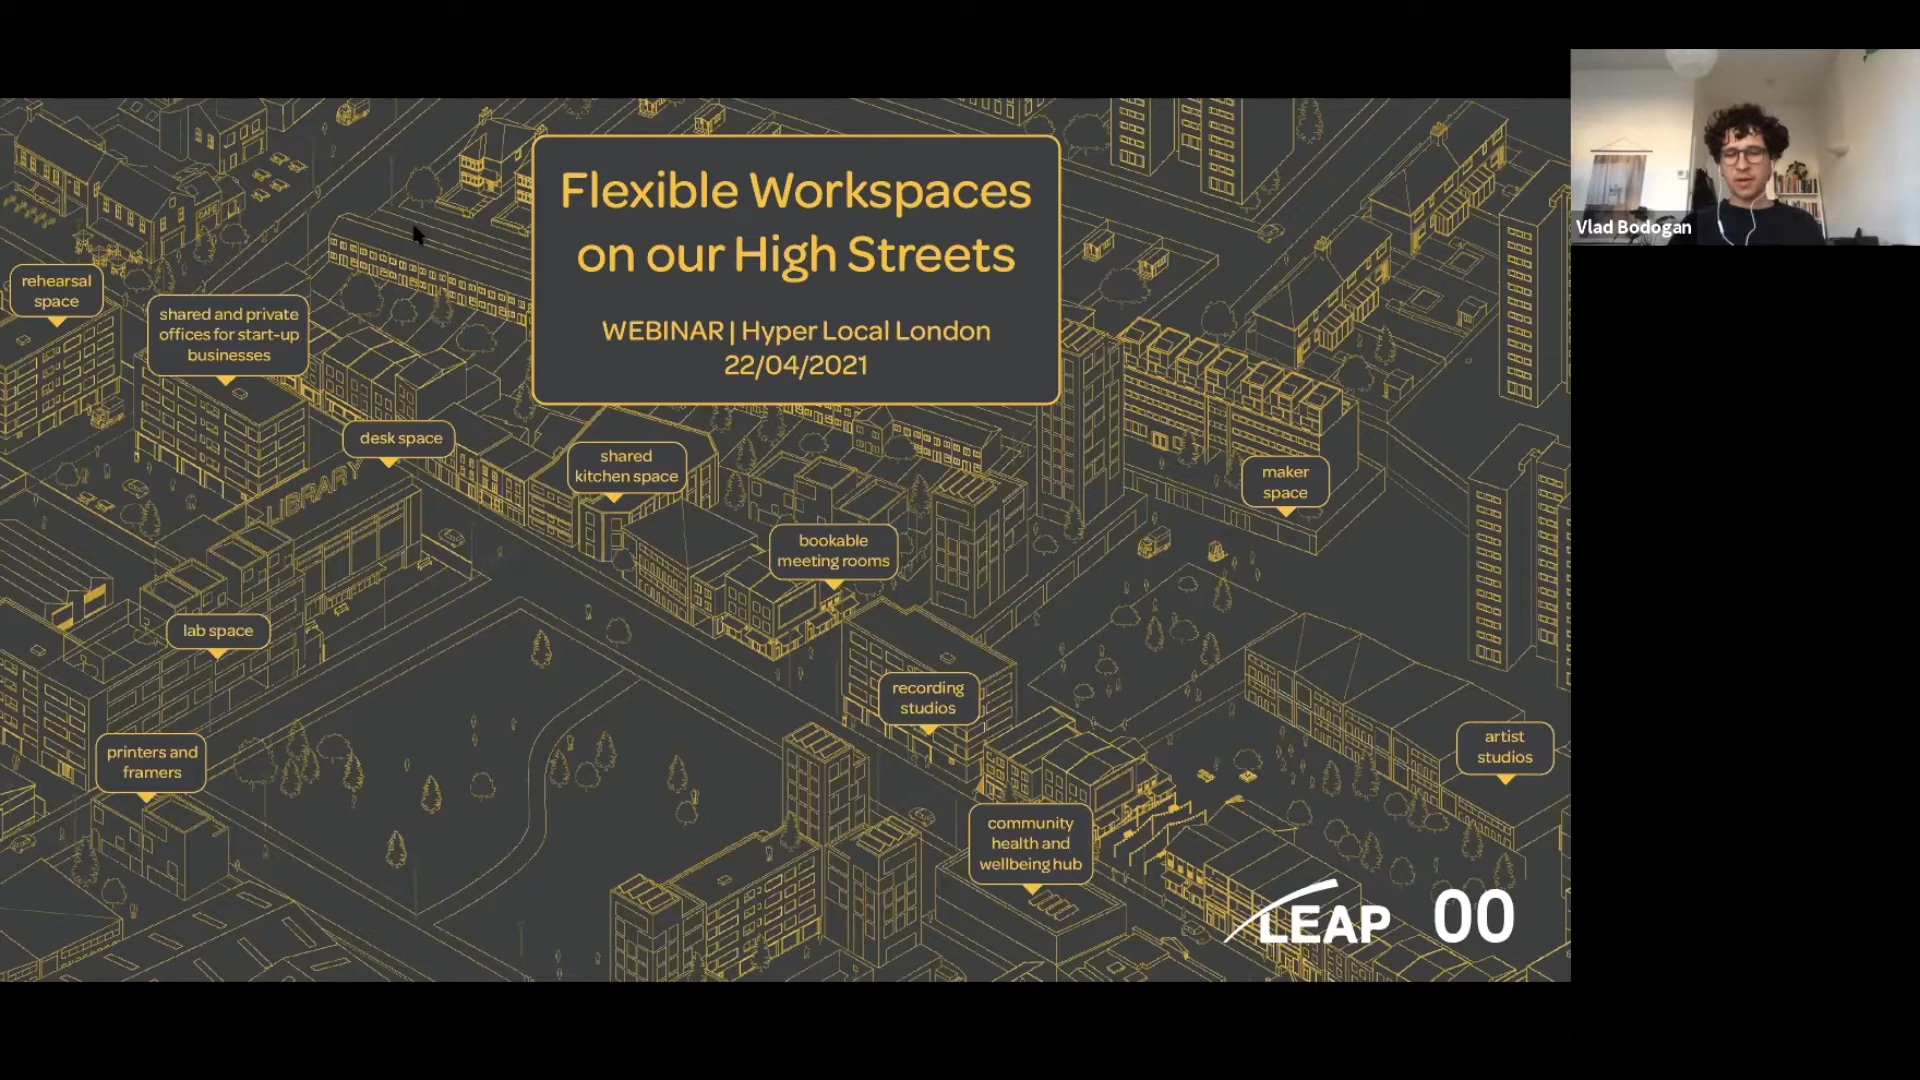 Flexible Workspaces
on our High Streets
WEBINAR | Hyper Local London
22/04/2021
Vlad Bodogan
CAFE
rehearsal
space
shared and private
offices for start-up
businesses
desk space
LIBRARY
shared
kitchen space
maker
space
bookable
meeting rooms
lab space
recording
studios
printers and
framers
artist
studios
community
health and
wellbeing hub
LEAP
00